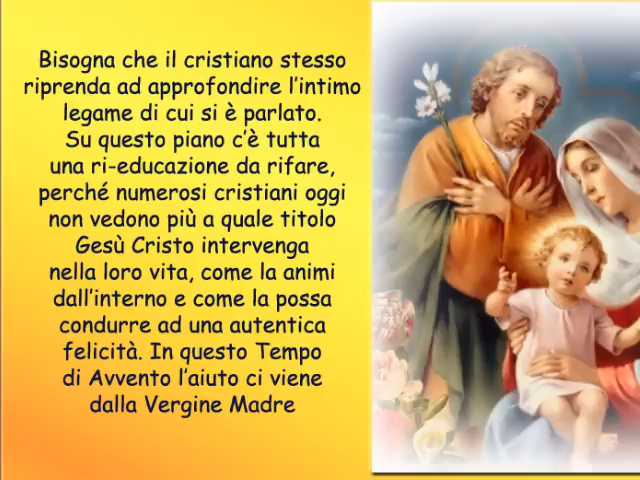 Bisogna che il cristiano stesso
riprenda ad approfondire l'intimo
legame di cui si è parlato.
Su questo piano c'è tutta
una ri-educazione da rifare,
perché numerosi cristiani oggi
non vedono più a quale titolo
Gesù Cristo intervenga
nella loro vita, come la animi
dall'interno e come la possa
condurre ad una autentica
felicità. In questo Tempo
di Avvento l'aiuto ci viene
dalla Vergine Madre